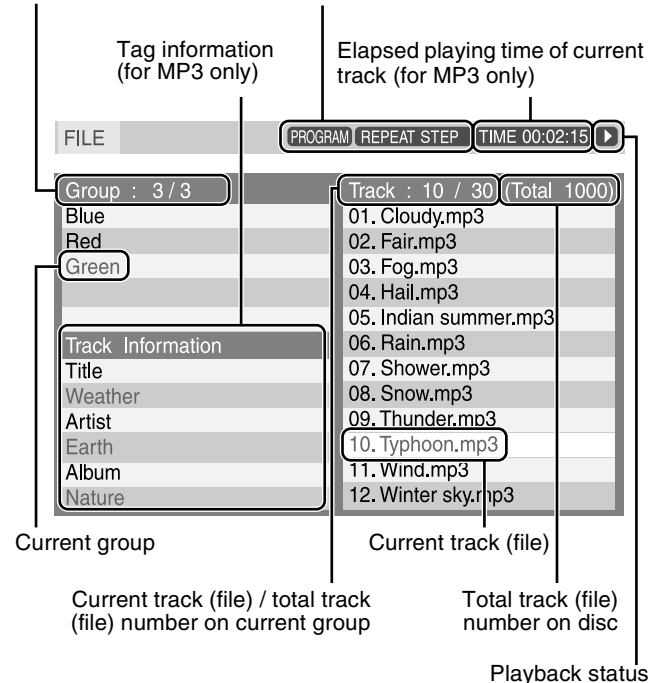 Tag information
(for MP3 only)
Elapsed playing time of current
track (for MP3 only)
FILE
PROGRAM REPEAT STEP TIME 00:02:15
Group : 3 / 3
Blue
Red
Green
Track Information
Title
Weather
Artist
Earth
Album
Nature
Track : 10 / 30 (Total 1000)
01. Cloudy.mp3
02. Fair.mp3
03. Fog.mp3
04. Hail.mp3
05. Indian summer.mp3
06. Rain.mp3
07. Shower.mp3
08. Snow.mp3
09. Thunder.mp3
10. Typhoon.mp3
11. Wind.mp3
12. Winter sky.mp3
Current group
Current track (file)
Current track (file) / total track
(file) number on current group
Total track (file)
number on disc
Playback status